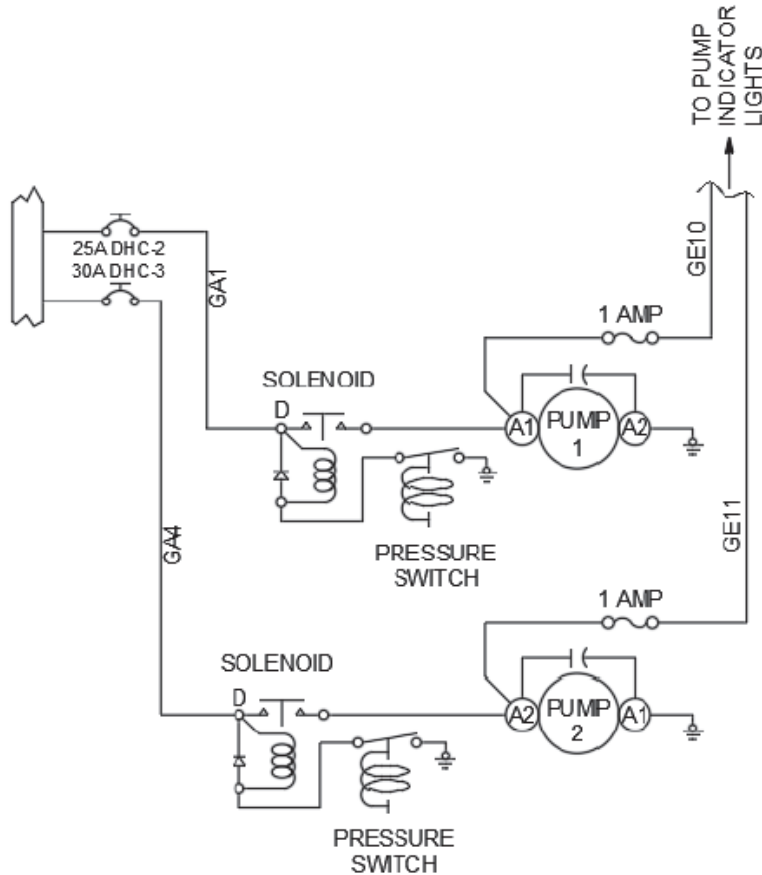 TO PUMP
INDICATOR
LIGHTS
25A DHC-2
30A DHC-3
GA1
GE10
1 AMP
SOLENOID
D
A1
PUMP
1
A2
PRESSURE
SWITCH
GA4
GE11
1 AMP
SOLENOID
D
A2
PUMP
2
A1
PRESSURE
SWITCH